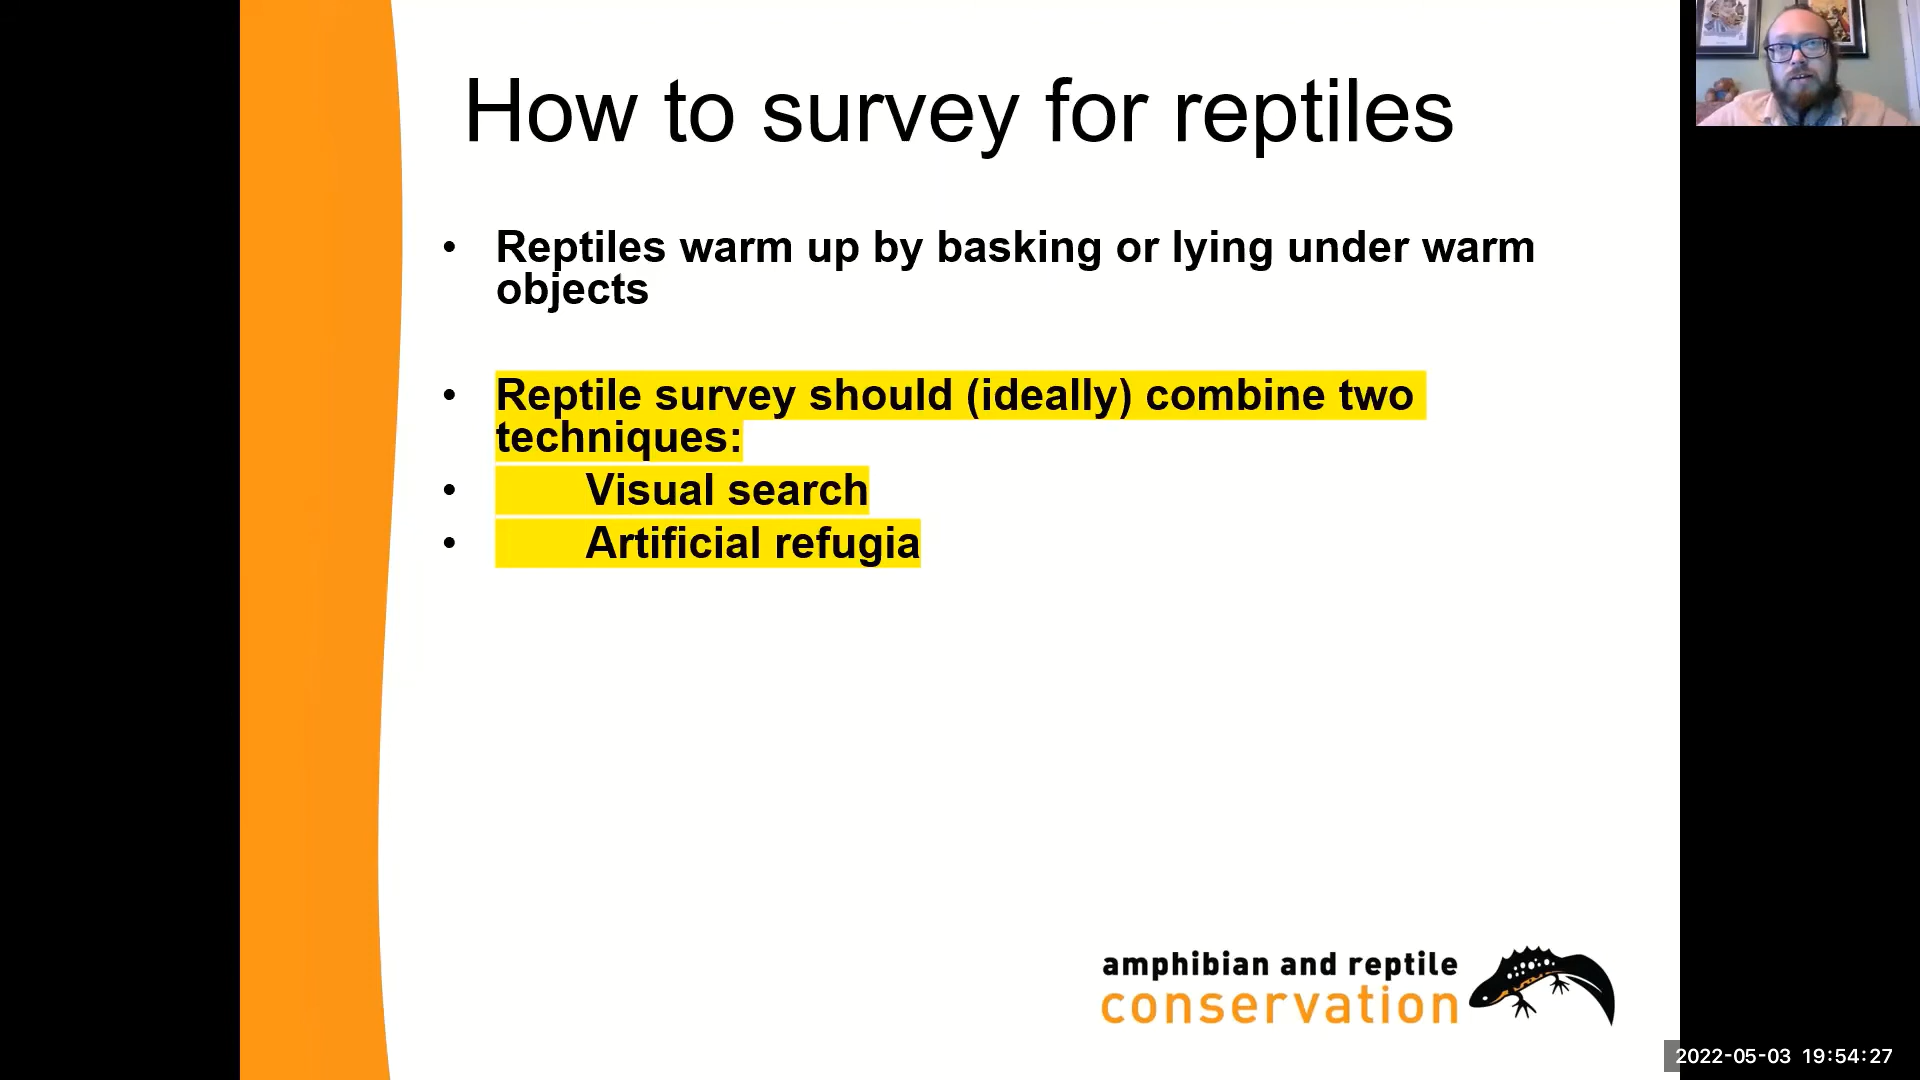 How to survey for reptiles
• Reptiles warm up by basking or lying under warm
objects
• Reptile survey should (ideally) combine two
techniques:
• Visual search
• Artificial refugia
amphibian and reptile
conservation
2022-05-03 19:54:27